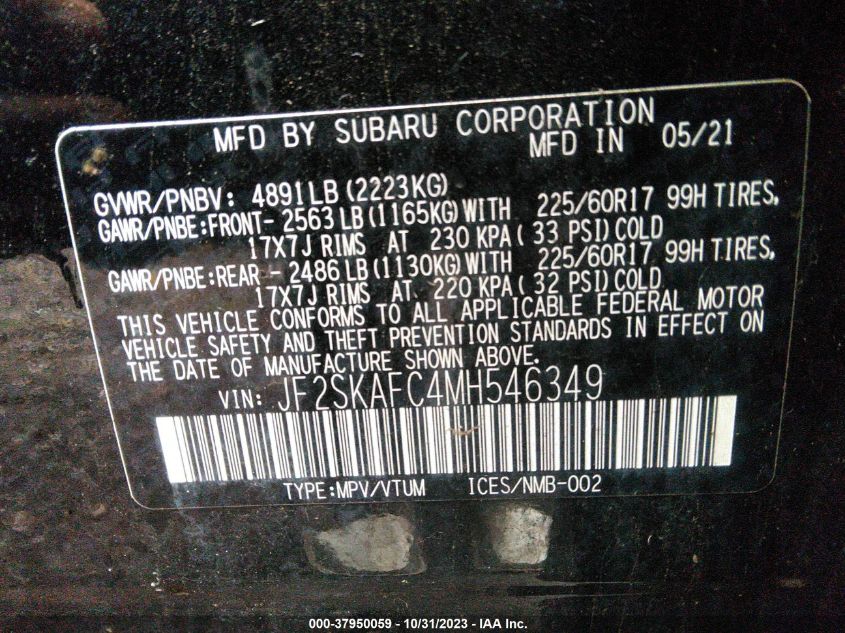 MFD BY SUBARU CORPORATION
MFD IN 05/21
GVWR/PNBV: 4891LB (2223KG)
GAWR/PNBE:FRONT- 2563 LB(1165KG)WITH 225/60R17 99H TIRES,
17X7J RIMS AT 230 KPA( 33 PSI)COLD
GAWR/PNBE:REAR - 2486 LB(1130KG)WITH 225/60R17 99H TIRES,
17X7J RIMS AT 220 KPA( 32 PSI)COLD
THIS VEHICLE CONFORMS TO ALL APPLICABLE FEDERAL MOTOR
VEHICLE SAFETY AND THEFT PREVENTION STANDARDS IN EFFECT ON
THE DATE OF MANUFACTURE SHOWN ABOVE.
VIN: JF2SKAFC4MH546349
TYPE:MPV/VTUM ICES/NMB-002
000-37950059 - 10/31/2023 - IAA Inc.